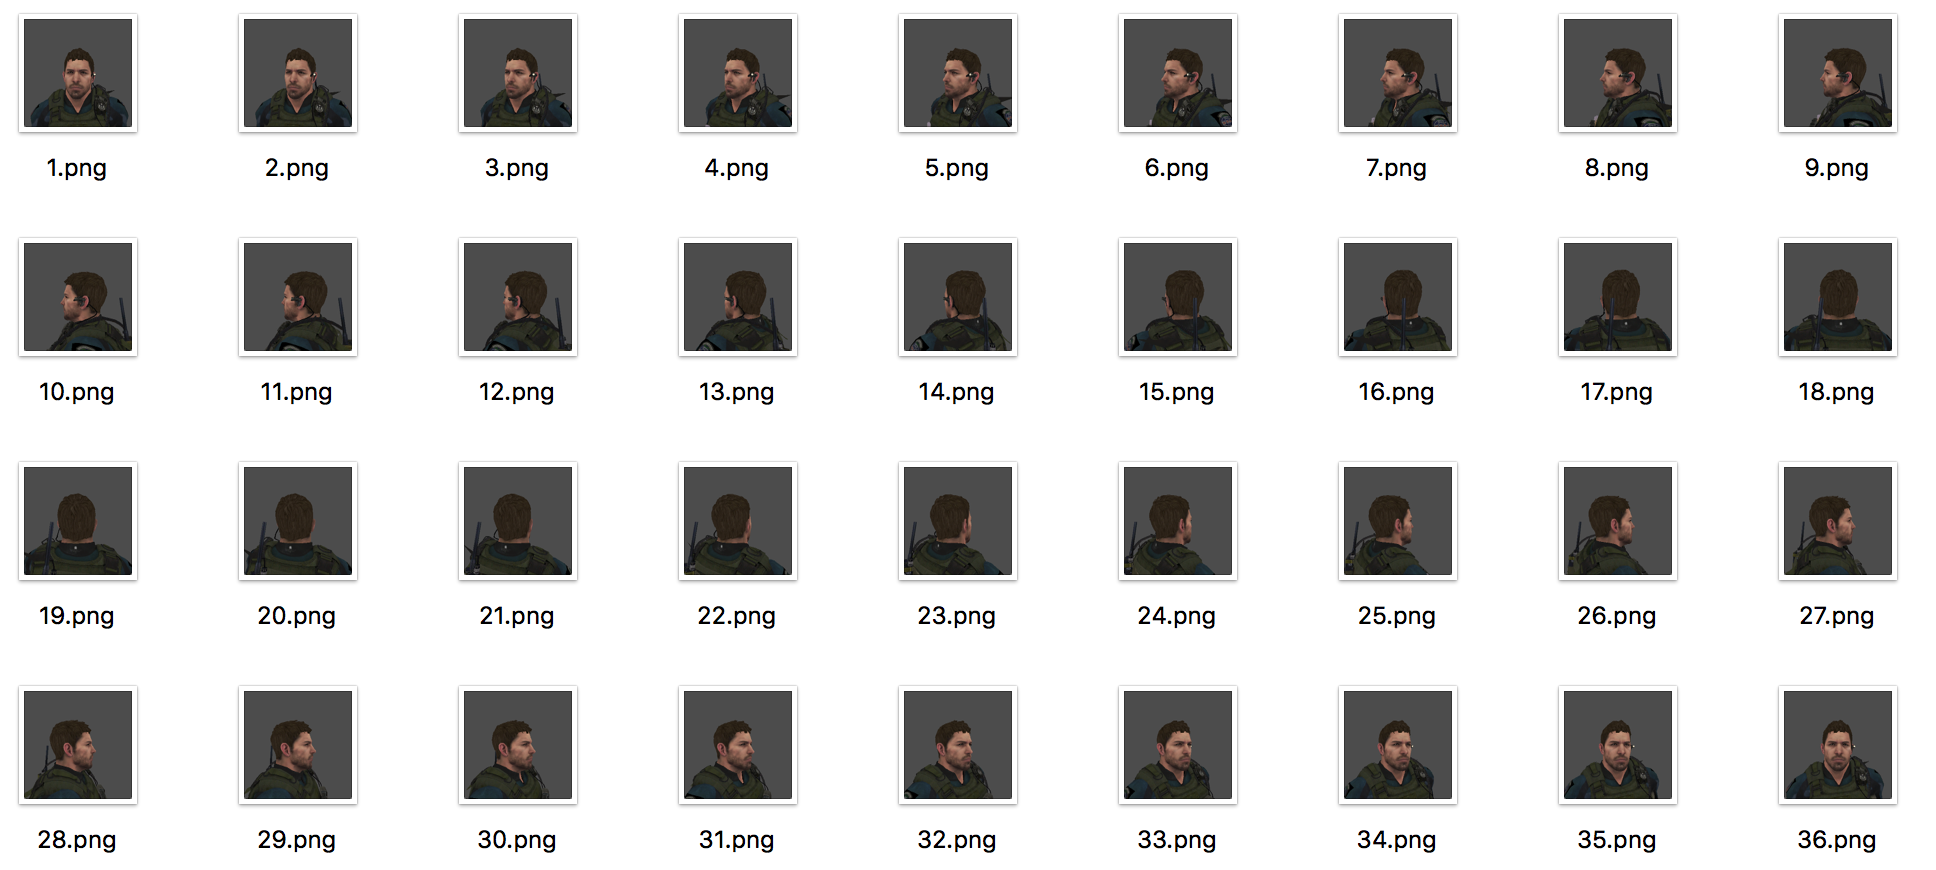 1.png 2.png 3.png 4.png 5.png 6.png 7.png 8.png 9.png
10.png 11.png 12.png 13.png 14.png 15.png 16.png 17.png 18.png
19.png 20.png 21.png 22.png 23.png 24.png 25.png 26.png 27.png
28.png 29.png 30.png 31.png 32.png 33.png 34.png 35.png 36.png